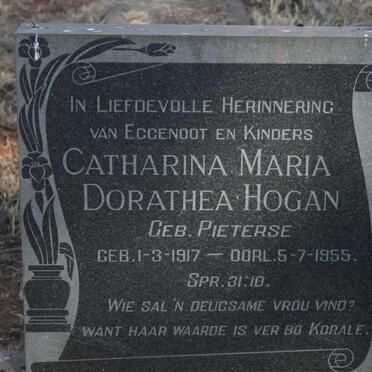 In Liefdevolle Herinnering
van Eggenoot en Kinders
Catharina Maria
Dorathea Hogan
Geb. Pieterse
Geb. 1-3-1917 — Oorl. 5-7-1955.
Spr. 31:10.
Wie sal 'n deugsame vrou vind?
want haar waarde is ver bo Korale.